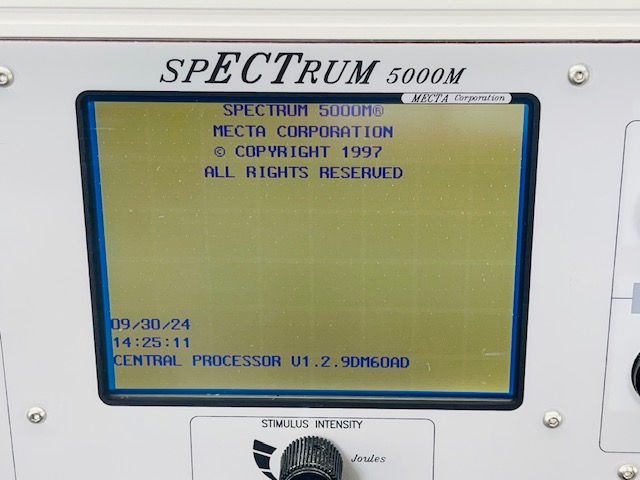 SPECTRUM 5000M
MECTA Corporation
SPECTRUM 5000M®
MECTA CORPORATION
© COPYRIGHT 1997
ALL RIGHTS RESERVED
09/30/24
14:25:11
CENTRAL PROCESSOR V1.2.9DM60AD
STIMULUS INTENSITY
Joules